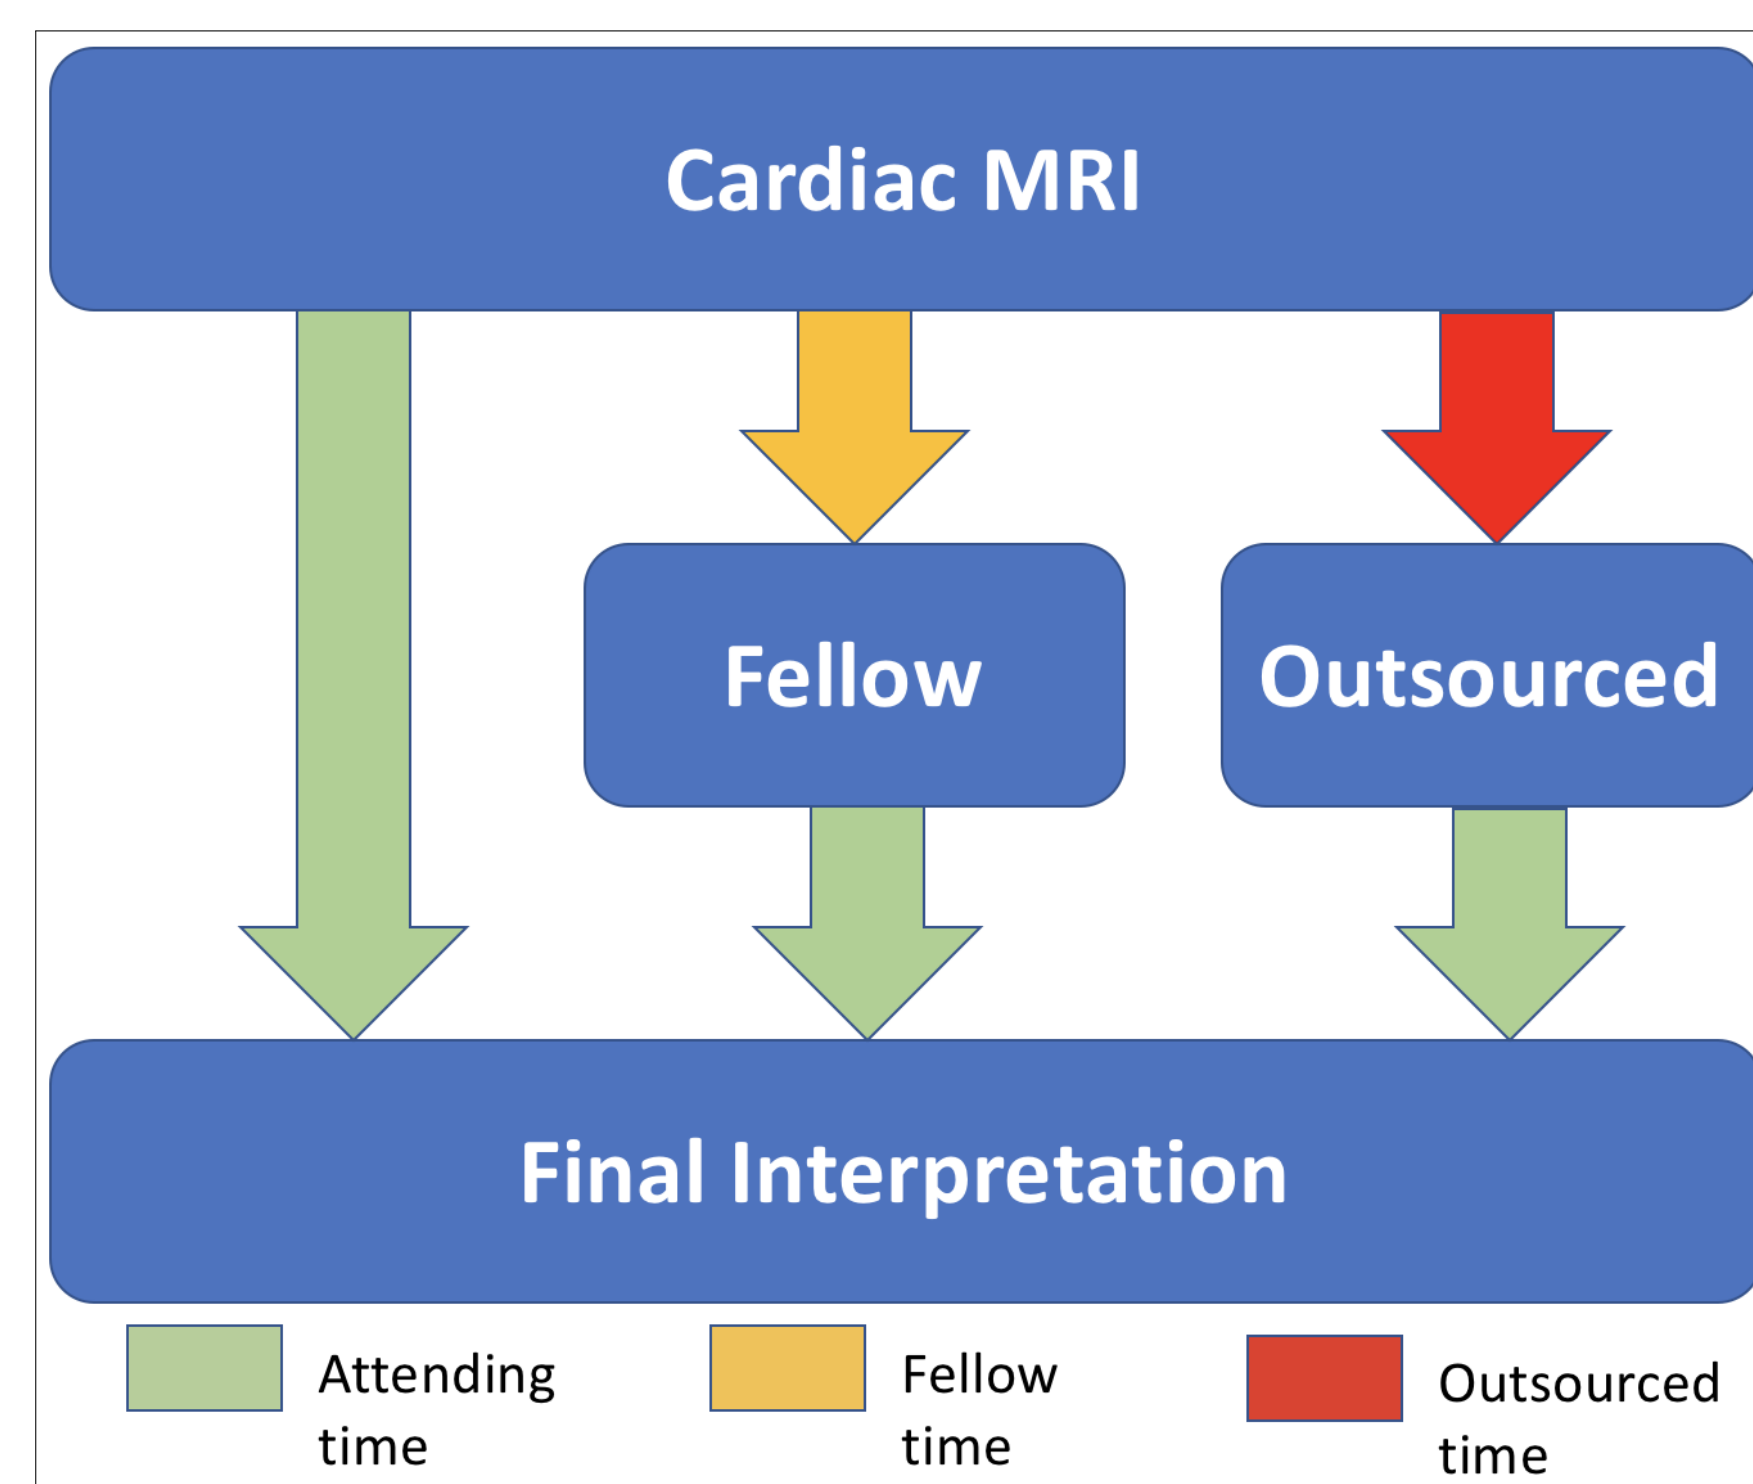 Cardiac MRI
Fellow
Outsourced
Final Interpretation
Attending
time
Fellow
time
Outsourced
time